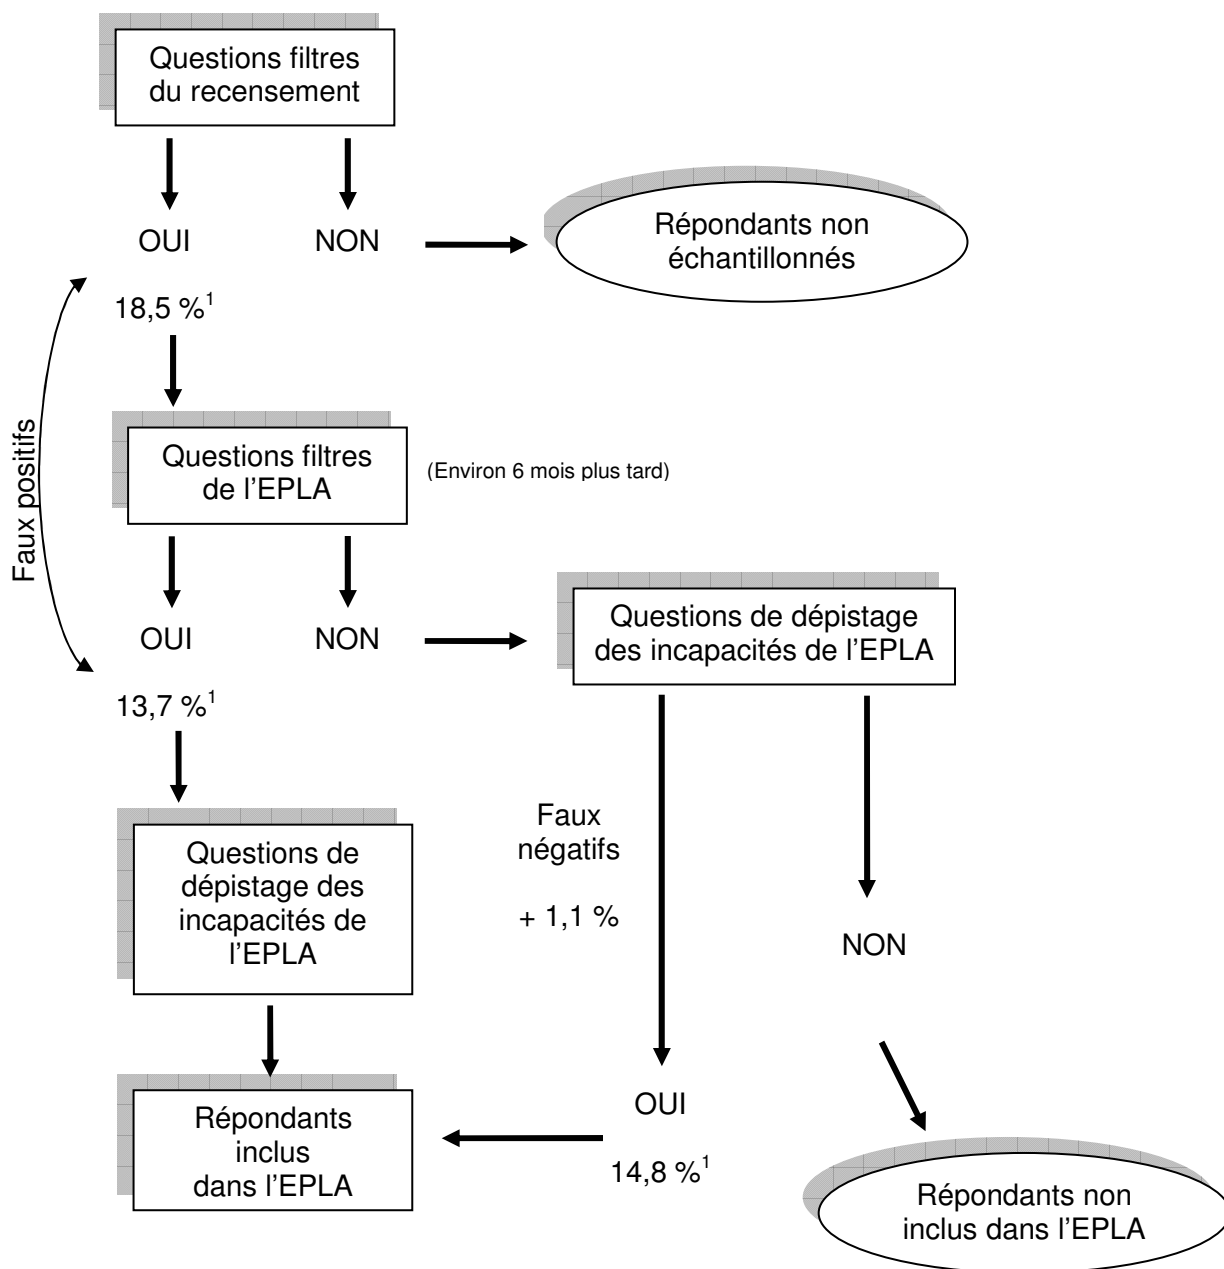 Questions filtres
du recensement
OUI
NON
Répondants non
échantillonnés
18,5 %1
Faux positifs
Questions filtres
de l'EPLA
(Environ 6 mois plus tard)
OUI
NON
Questions de dépistage
des incapacités de l'EPLA
13,7 %1
Questions de
dépistage des
incapacités de
l'EPLA
Faux
négatifs
+ 1,1 %
NON
OUI
14,8 %1
Répondants
inclus
dans l'EPLA
Répondants non
inclus dans l'EPLA